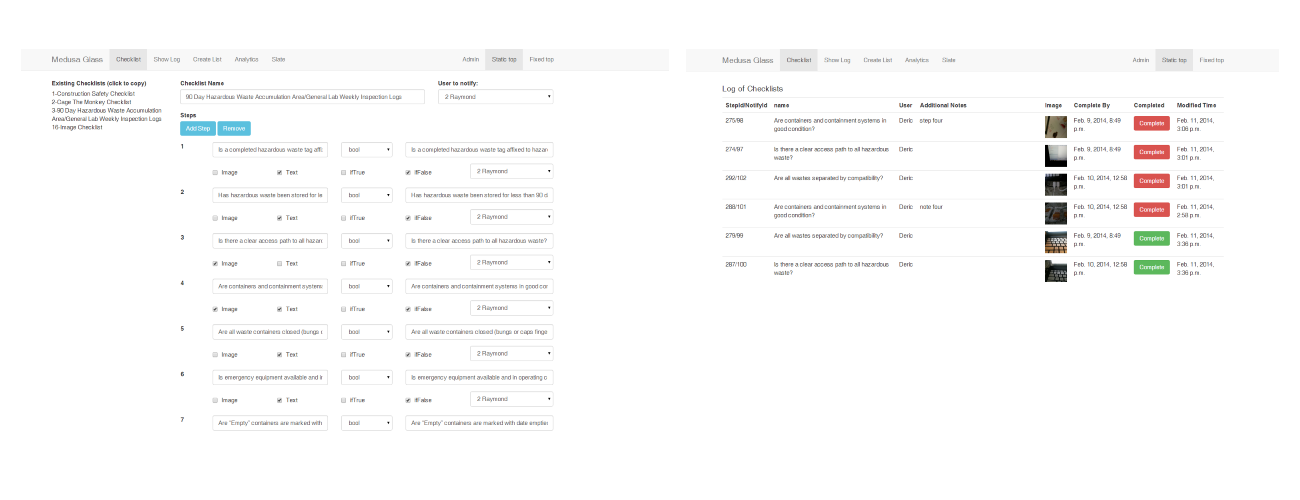 Medusa Glass Checklist Show Log Create List Analytics Slate Admin Static top Fixed top
Existing Checklists (click to copy)
1-Construction Safety Checklist
2-Cage The Monkey Checklist
3-90 Day Hazardous Waste Accumulation
Area/General Lab Weekly Inspection Logs
16-Image Checklist
Checklist Name
User to notify:
90 Day Hazardous Waste Accumulation Area/General Lab Weekly Inspection Logs
2 Raymond
Steps
Add Step Remove
1 Is a completed hazardous waste tag affi bool Is a completed hazardous waste tag affixed to hazar
Image Text IfTrue IfFalse 2 Raymond
2 Has hazardous waste been stored for le bool Has hazardous waste been stored for less than 90 d
Image Text IfTrue IfFalse 2 Raymond
3 Is there a clear access path to all hazar bool Is there a clear access path to all hazardous waste?
Image Text IfTrue IfFalse 2 Raymond
4 Are containers and containment systems bool Are containers and containment systems in good cor
Image Text IfTrue IfFalse 2 Raymond
5 Are all waste containers closed (bungs bool Are all waste containers closed (bungs or caps finge
Image Text IfTrue IfFalse 2 Raymond
6 Is emergency equipment available and bool Is emergency equipment available and in operating
Image Text IfTrue IfFalse 2 Raymond
7 Are "Empty" containers are marked with bool Are "Empty" containers are marked with date emptie
Medusa Glass Checklist Show Log Create List Analytics Slate Admin Static top Fixed top
Log of Checklists
StepId/NotifyId name User Additional Notes Image Complete By Completed Modified Time
275/98 Are containers and containment systems in Deric step four Feb. 9, 2014, 8:49 Complete Feb. 11, 2014,
good condition? p.m. 3:06 p.m.
274/97 Is there a clear access path to all hazardous Deric Feb. 9, 2014, 8:49 Complete Feb. 11, 2014,
waste? p.m. 3:01 p.m.
292/102 Are all wastes separated by compatibility? Deric Feb. 10, 2014, 12:58 Complete Feb. 11, 2014,
p.m. 3:01 p.m.
288/101 Are containers and containment systems in Deric note four Feb. 10, 2014, 12:58 Complete Feb. 11, 2014,
good condition? p.m. 2:58 p.m.
279/99 Are all wastes separated by compatibility? Deric Feb. 9, 2014, 8:49 Complete Feb. 11, 2014,
p.m. 3:36 p.m.
287/100 Is there a clear access path to all hazardous Deric Feb. 10, 2014, 12:58 Complete Feb. 11, 2014,
waste? p.m. 3:36 p.m.